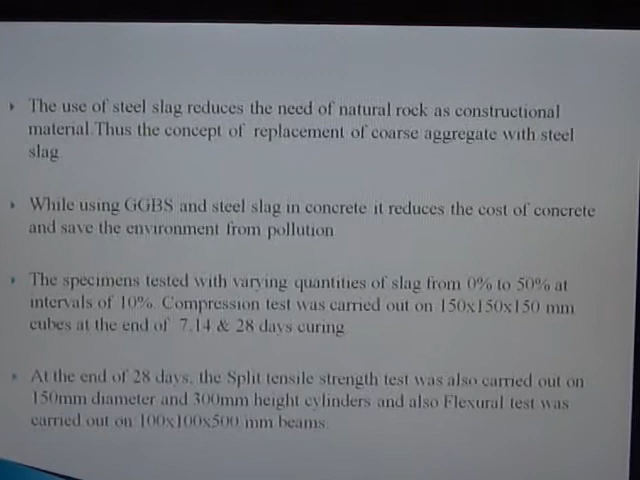 The use of steel slag reduces the need of natural rock as constructional
material.Thus the concept of replacement of coarse aggregate with steel
slag.
While using GGBS and steel slag in concrete it reduces the cost of concrete
and save the environment from pollution.
The specimens tested with varying quantities of slag from 0% to 50% at
intervals of 10%. Compression test was carried out on 150x150x150 mm
cubes at the end of 7,14 & 28 days curing.
At the end of 28 days, the Split tensile strength test was also carried out on
150mm diameter and 300mm height cylinders and also Flexural test was
carried out on 100x100x500 mm beams.